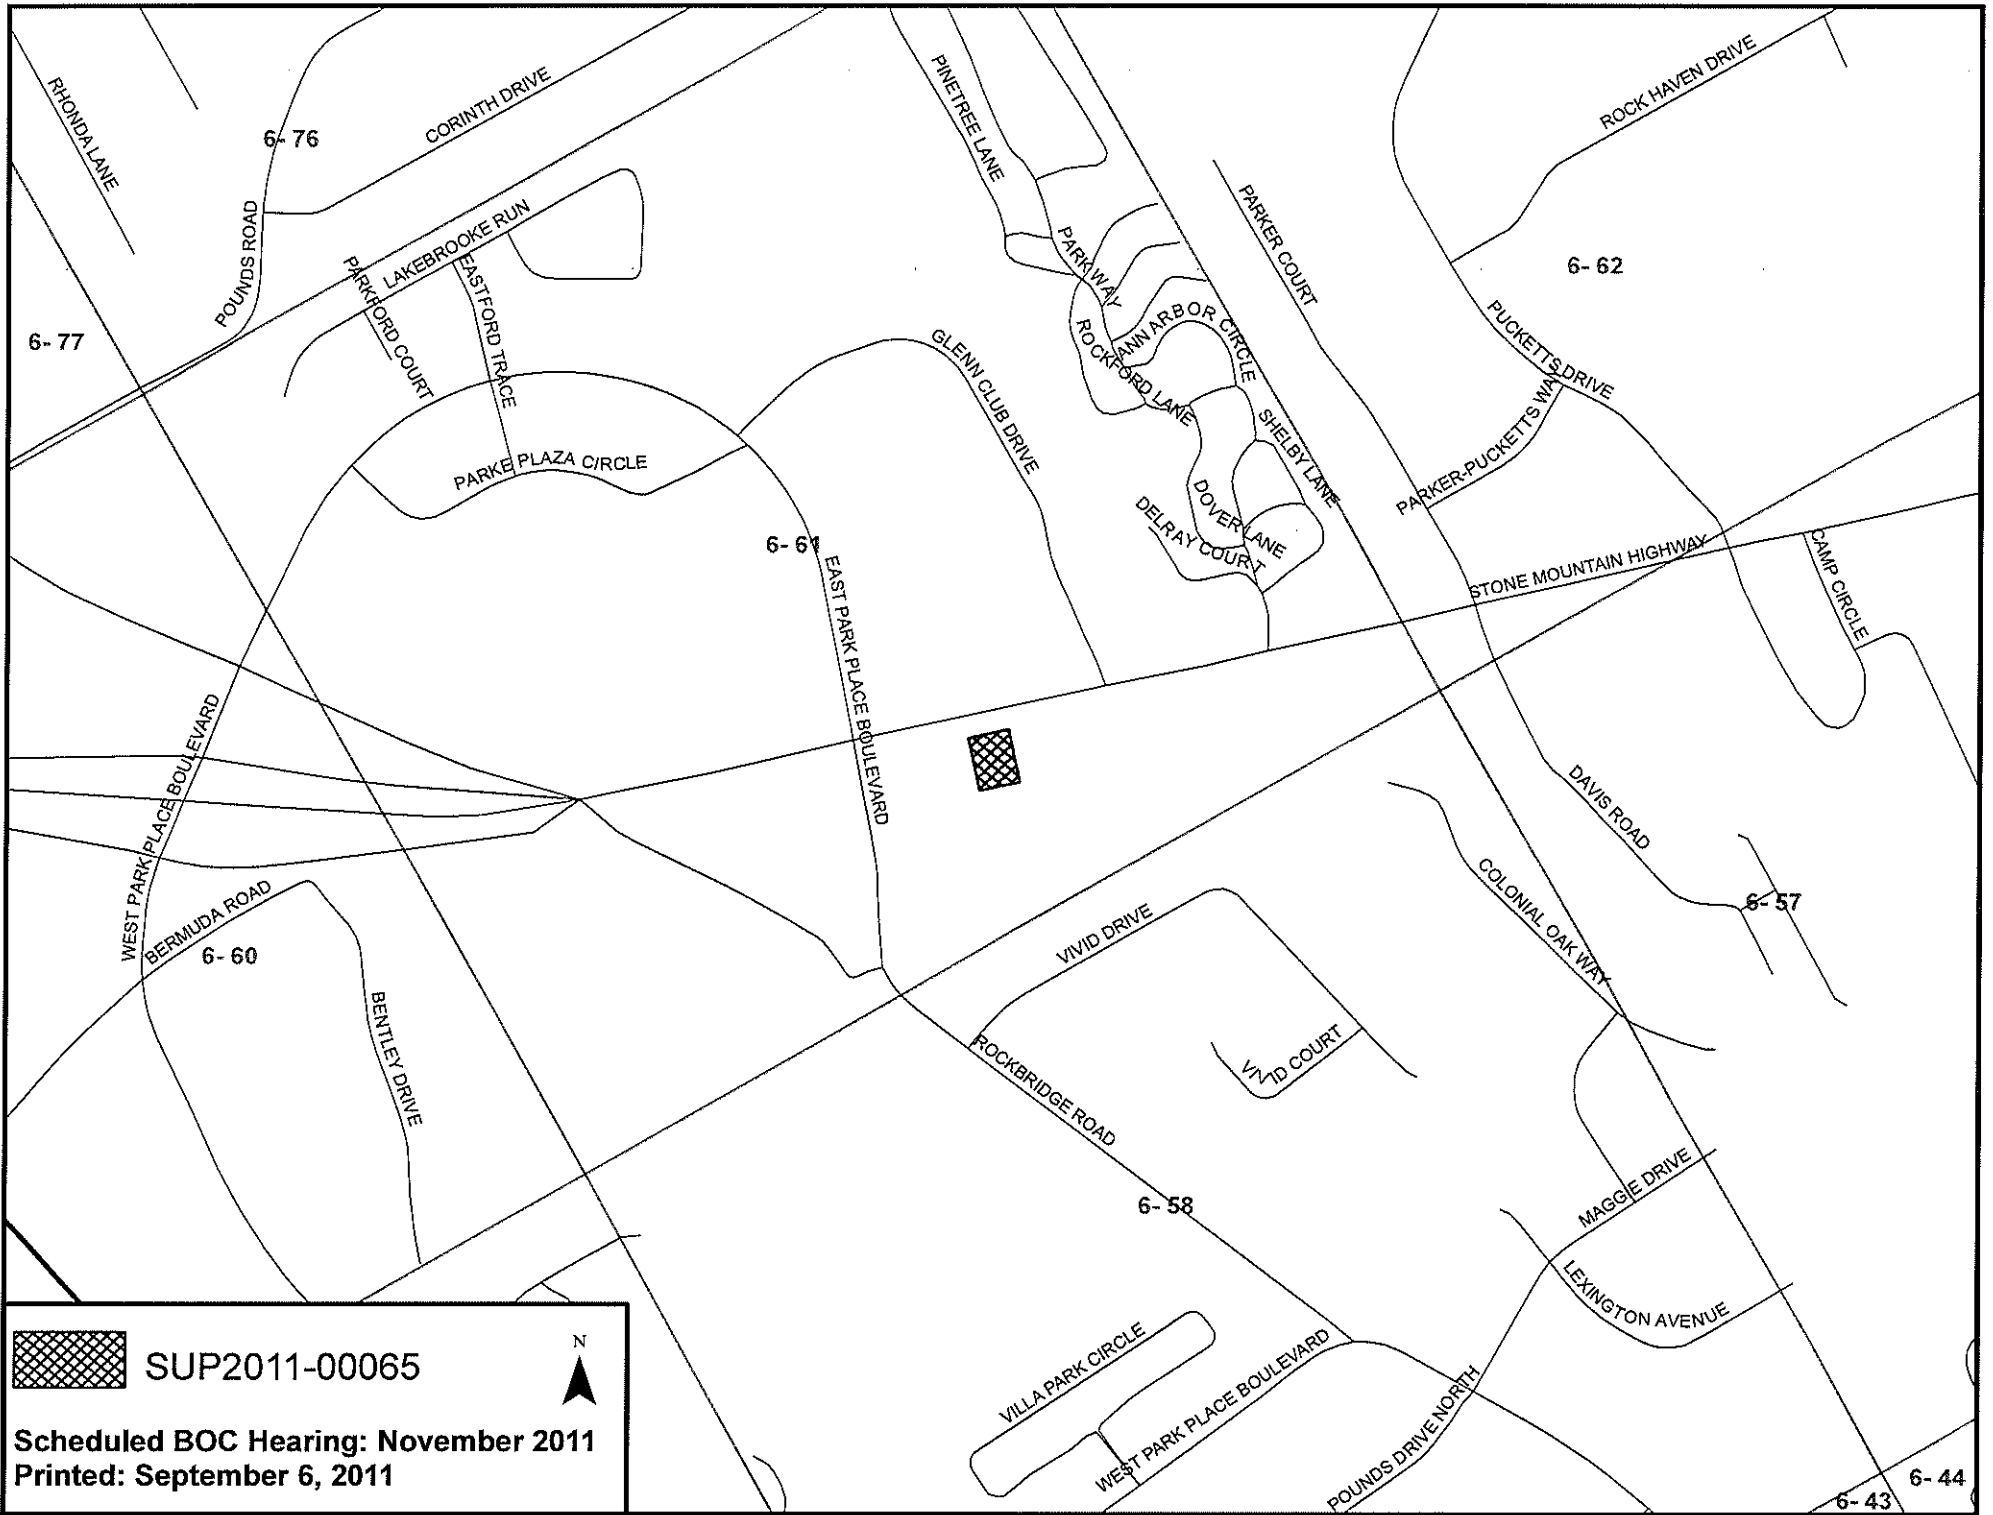 RHONDA LANE
6- 76
CORINTH DRIVE
PINETREE LANE
ROCK HAVEN DRIVE
POUNDS ROAD
LAKEBROOKE RUN
PARKFORD COURT
EASTFORD TRACE
PARK WAY
PARKER COURT
6- 62
6- 77
ANN ARBOR CIRCLE
ROCKFORD LANE
GLENN CLUB DRIVE
PUCKETTS DRIVE
PARKER-PUCKETTS WAY
SHELBY LANE
PARKE PLAZA CIRCLE
DOVER LANE
DELRAY COURT
6- 61
STONE MOUNTAIN HIGHWAY
CAMP CIRCLE
EAST PARK PLACE BOULEVARD
WEST PARK PLACE BOULEVARD
DAVIS ROAD
COLONIAL OAK WAY
6- 57
BERMUDA ROAD
6- 60
VIVID DRIVE
BENTLEY DRIVE
ROCKBRIDGE ROAD
VIVID COURT
6- 58
MAGGIE DRIVE
LEXINGTON AVENUE
VILLA PARK CIRCLE
WEST PARK PLACE BOULEVARD
POUNDS DRIVE NORTH
6- 44
6- 43
N
SUP2011-00065
Scheduled BOC Hearing: November 2011
Printed: September 6, 2011